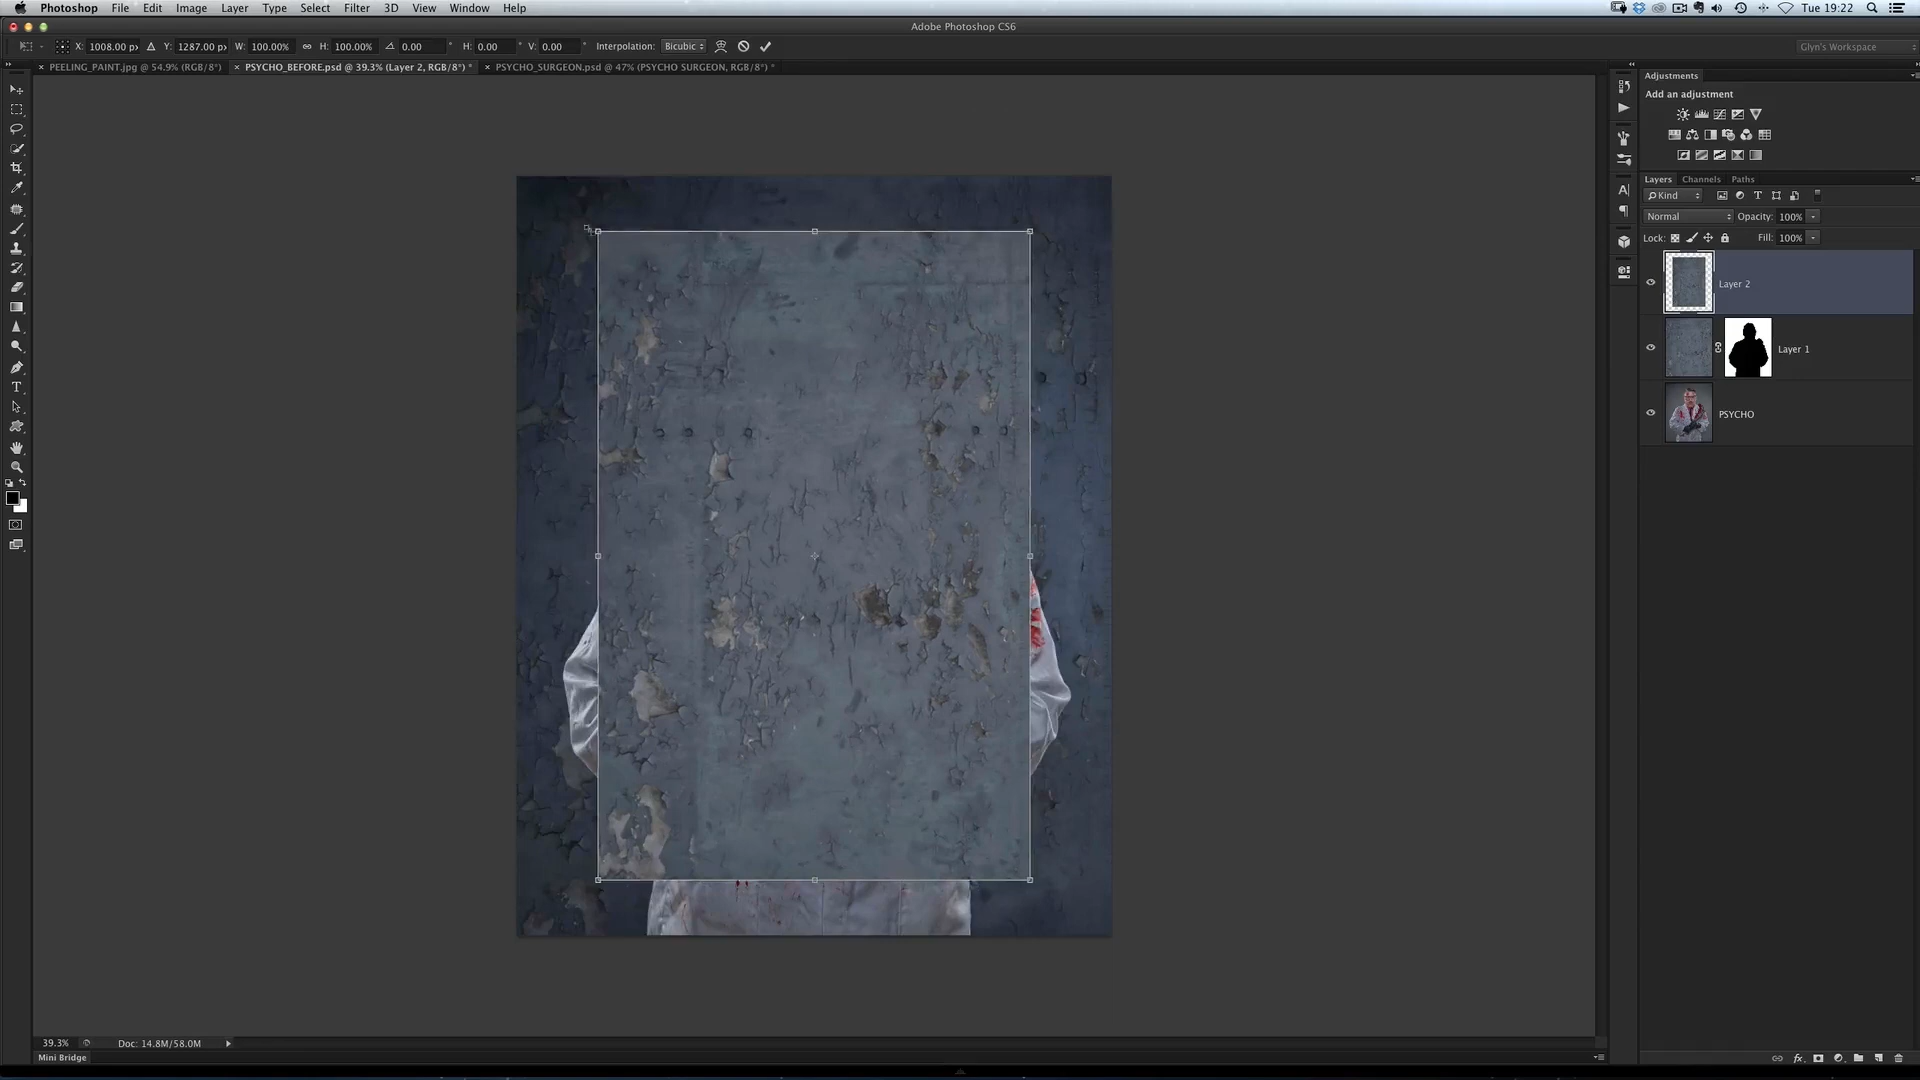 Photoshop File Edit Image Layer Type Select Filter 3D View Window Help Tue 19:22
Adobe Photoshop CS6
X: 1008.00 px Y: 1287.00 px W: 100.00% H: 100.00% 0.00 ° H: 0.00 ° V: 0.00 ° Interpolation: Bicubic Glyn's Workspace
× PEELING_PAINT.jpg @ 54.9% (RGB/8*) × PSYCHO_BEFORE.psd @ 39.3% (Layer 2, RGB/8*) * × PSYCHO_SURGEON.psd @ 47% (PSYCHO SURGEON, RGB/8*) *
Adjustments
Add an adjustment
Layers Channels Paths
Kind
Normal Opacity: 100%
Lock: Fill: 100%
Layer 2
Layer 1
PSYCHO
39.3% Doc: 14.8M/58.0M
Mini Bridge